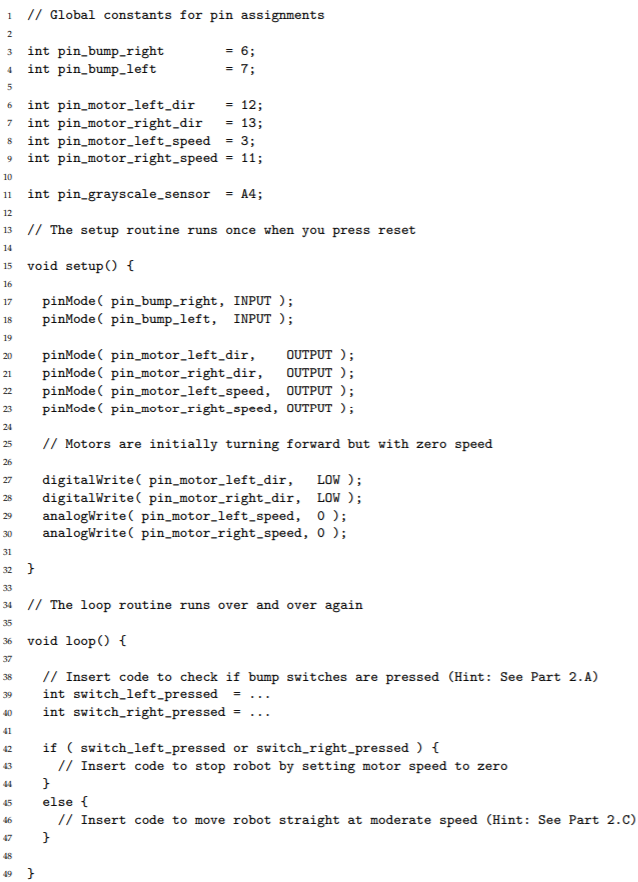 1 // Global constants for pin assignments
2
3 int pin_bump_right        = 6;
4 int pin_bump_left         = 7;
5
6 int pin_motor_left_dir    = 12;
7 int pin_motor_right_dir   = 13;
8 int pin_motor_left_speed  = 3;
9 int pin_motor_right_speed = 11;
10
11 int pin_grayscale_sensor  = A4;
12
13 // The setup routine runs once when you press reset
14
15 void setup() {
16
17   pinMode( pin_bump_right, INPUT );
18   pinMode( pin_bump_left,  INPUT );
19
20   pinMode( pin_motor_left_dir,    OUTPUT );
21   pinMode( pin_motor_right_dir,   OUTPUT );
22   pinMode( pin_motor_left_speed,  OUTPUT );
23   pinMode( pin_motor_right_speed, OUTPUT );
24
25   // Motors are initially turning forward but with zero speed
26
27   digitalWrite( pin_motor_left_dir,   LOW );
28   digitalWrite( pin_motor_right_dir,  LOW );
29   analogWrite( pin_motor_left_speed,  0 );
30   analogWrite( pin_motor_right_speed, 0 );
31
32 }
33
34 // The loop routine runs over and over again
35
36 void loop() {
37
38   // Insert code to check if bump switches are pressed (Hint: See Part 2.A)
39   int switch_left_pressed  = ...
40   int switch_right_pressed = ...
41
42   if ( switch_left_pressed or switch_right_pressed ) {
43     // Insert code to stop robot by setting motor speed to zero
44   }
45   else {
46     // Insert code to move robot straight at moderate speed (Hint: See Part 2.C)
47   }
48
49 }